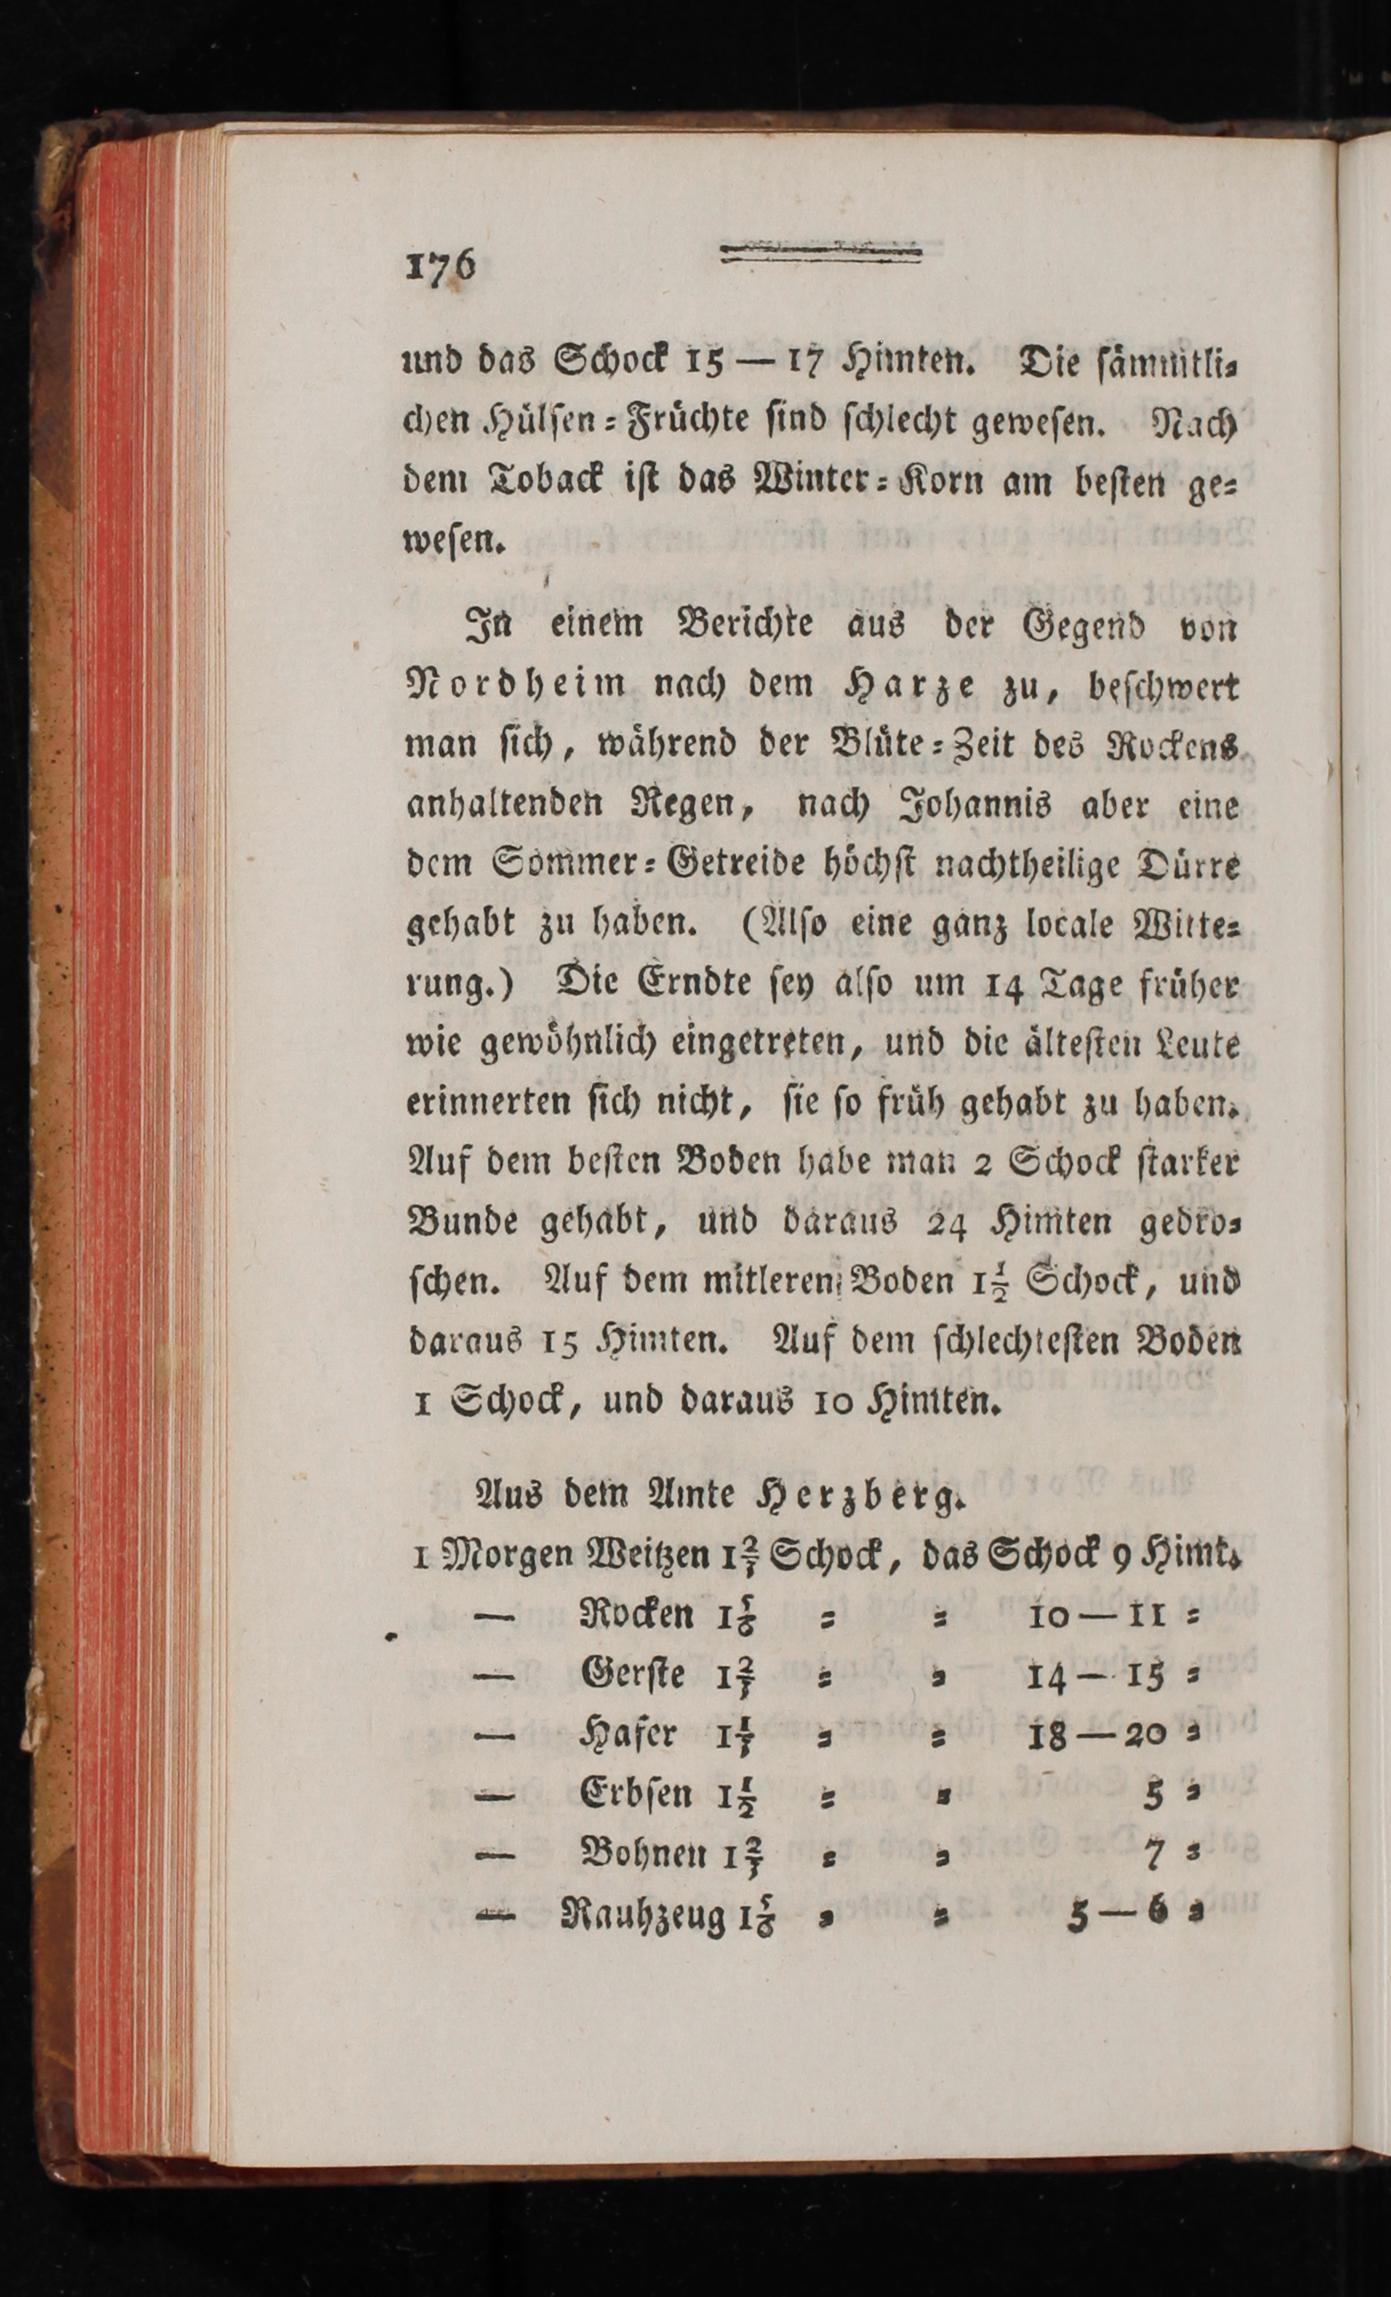 176
und das Schock 15 — 17 Himten. Die ſämmtli⸗
chen Hülſen⸗Früchte ſind ſchlecht geweſen. Nach
dem Toback iſt das Winter⸗Korn am beſten ge⸗
weſen.
In einem Berichte aus der Gegend von
Nordheim nach dem Harze zu, beſchwert
man ſich, während der Blüte⸗Zeit des Rockens
anhaltenden Regen, nach Johannis aber eine
dem Sommer⸗Getreide höchſt nachtheilige Dürre
gehabt zu haben. (Alſo eine ganz locale Witte⸗
rung.) Die Erndte ſey alſo um 14 Tage früher
wie gewöhnlich eingetreten, und die älteſten Leute
erinnerten ſich nicht, ſie ſo früh gehabt zu haben.
Auf dem beſten Boden habe man 2 Schock ſtarker
Bunde gehabt, und daraus 24 Himten gedro⸗
ſchen. Auf dem mitleren Boden 1½ Schock, und
daraus 15 Himten. Auf dem ſchlechteſten Boden
1 Schock, und daraus 10 Himten.
Aus dem Amte Herzberg.
1 Morgen Weitzen 1⅔ Schock, das Schock 9 Himt.
— Rocken 1⅚ ⸗ ⸗ 10 — 11 ⸗
— Gerſte 1⅔ ⸗ ⸗ 14 — 15 ⸗
— Hafer 1⅓ ⸗ ⸗ 18 — 20 ⸗
— Erbſen 1½ ⸗ ⸗ 5 ⸗
— Bohnen 1⅔ ⸗ ⸗ 7 ⸗
— Rauhzeug 1⅚ ⸗ ⸗ 5 — 6 ⸗